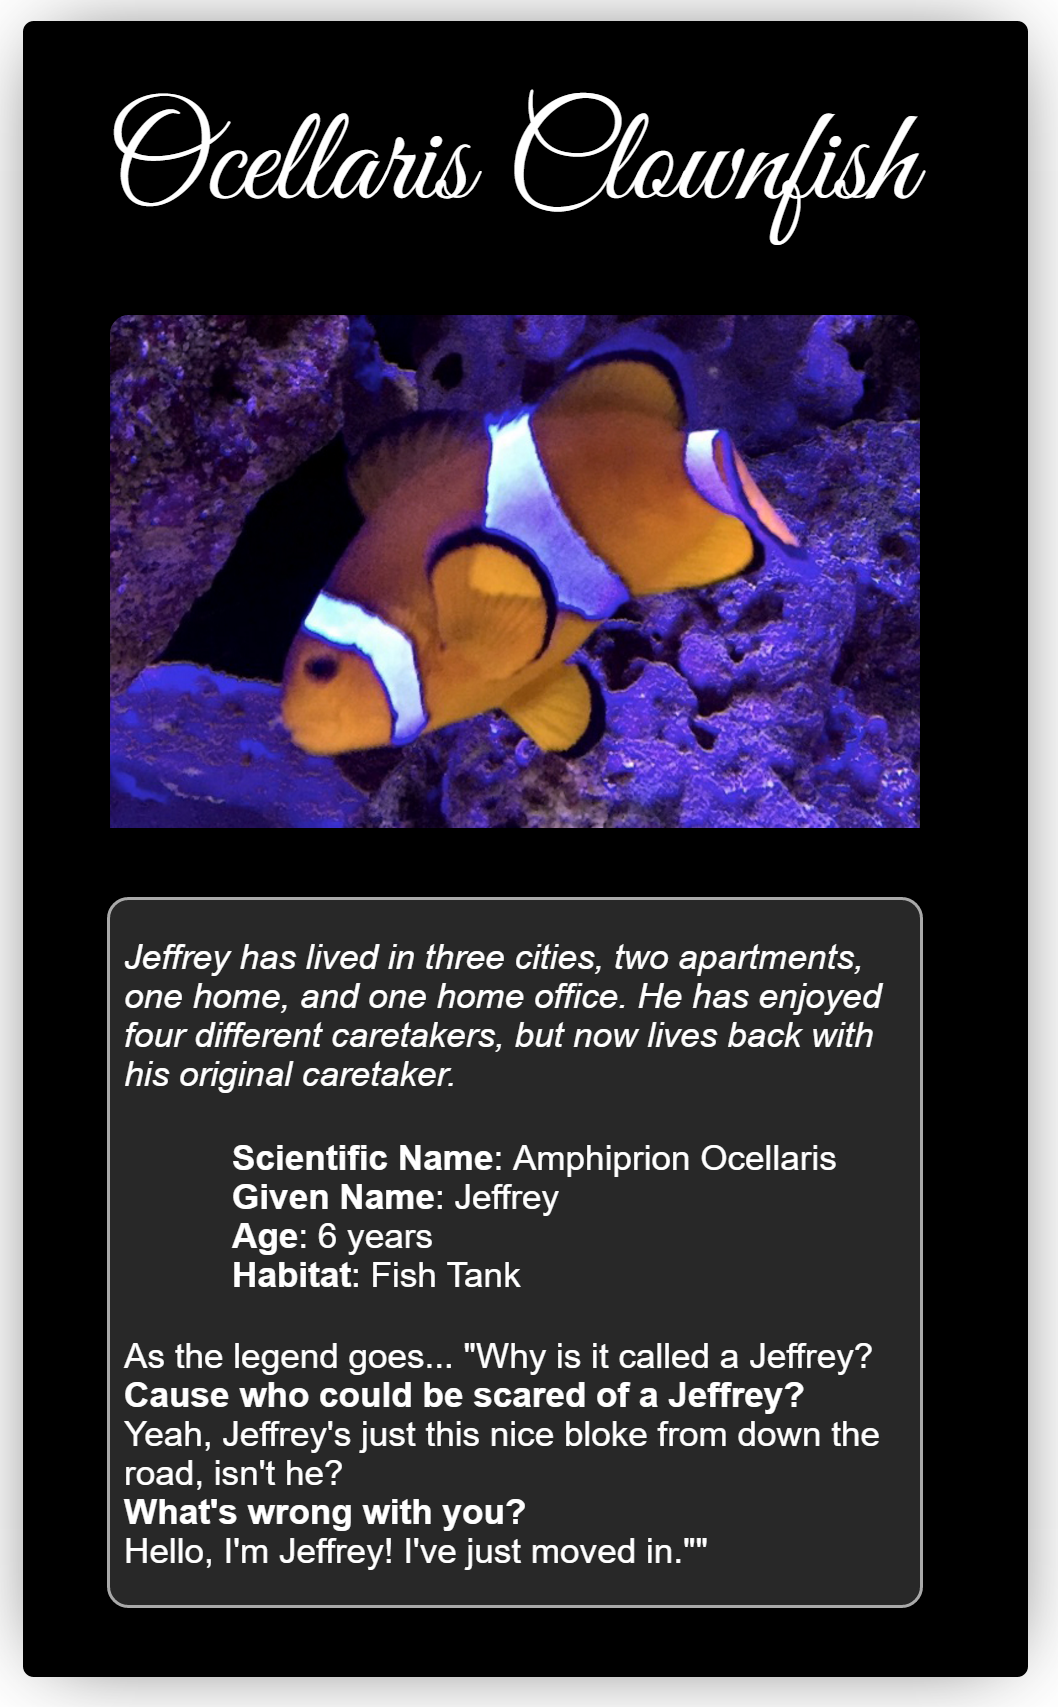 Ocellaris Clownfish
Jeffrey has lived in three cities, two apartments,
one home, and one home office. He has enjoyed
four different caretakers, but now lives back with
his original caretaker.
Scientific Name: Amphiprion Ocellaris
Given Name: Jeffrey
Age: 6 years
Habitat: Fish Tank
As the legend goes... "Why is it called a Jeffrey?
Cause who could be scared of a Jeffrey?
Yeah, Jeffrey's just this nice bloke from down the
road, isn't he?
What's wrong with you?
Hello, I'm Jeffrey! I've just moved in.""